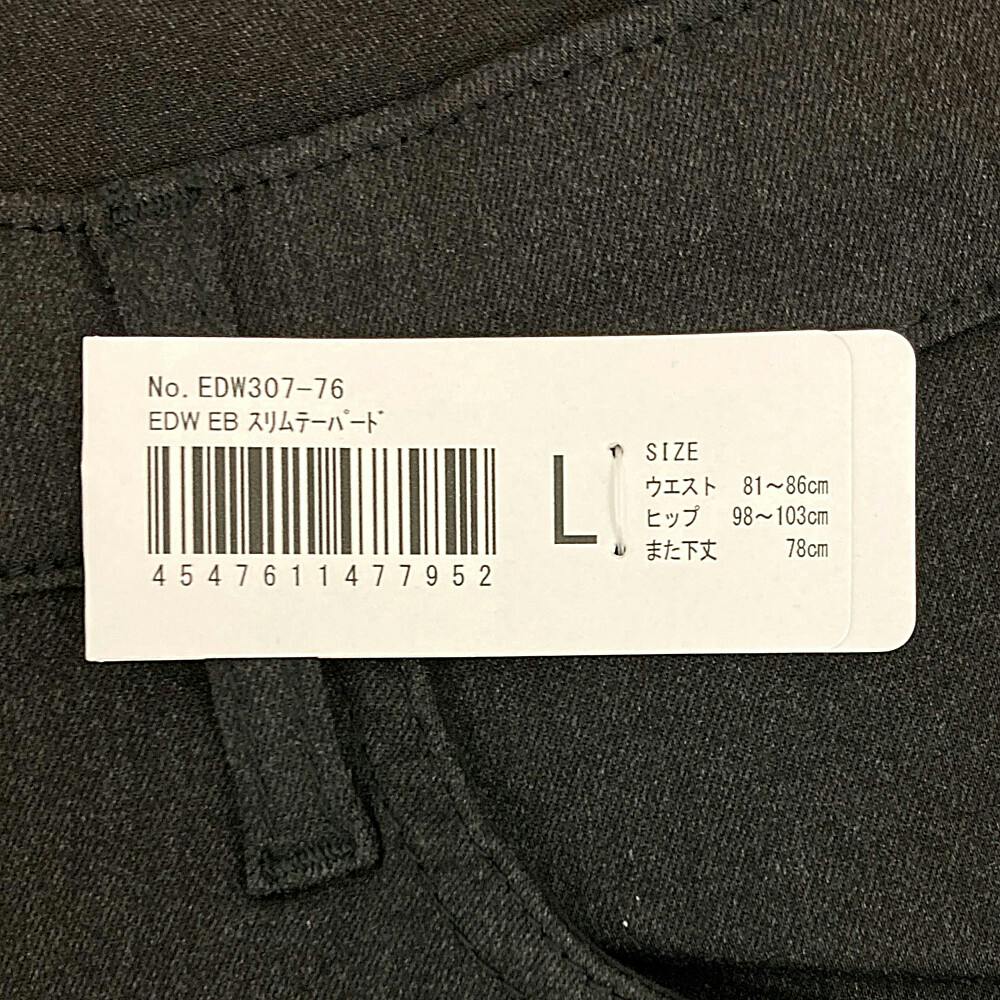 No. EDW307-76
EDW EB ｽﾘﾑﾃｰﾊﾟｰﾄﾞ
4547611477952
L
SIZE
ウエスト 81～86cm
ヒップ 98～103cm
また下丈 78cm